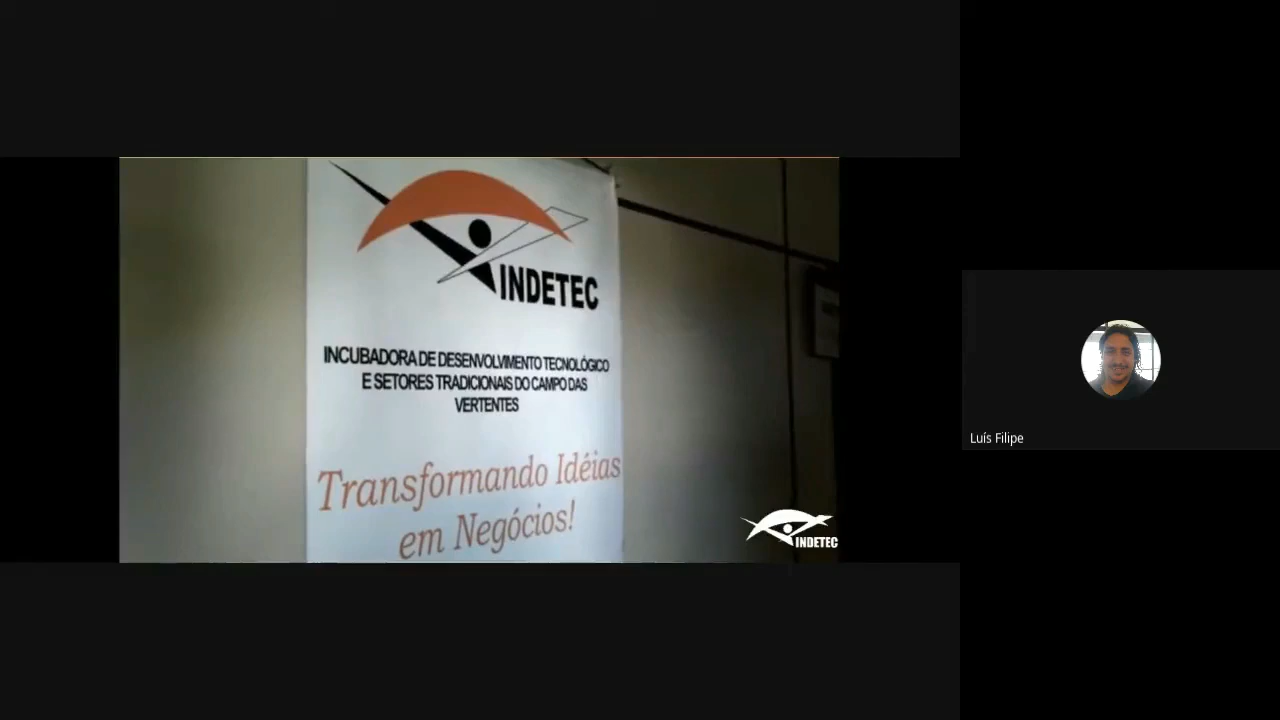 INDETEC
INCUBADORA DE DESENVOLVIMENTO TECNOLÓGICO
E SETORES TRADICIONAIS DO CAMPO DAS
VERTENTES
Transformando Idéias
em Negócios!
INDETEC
Luís Filipe